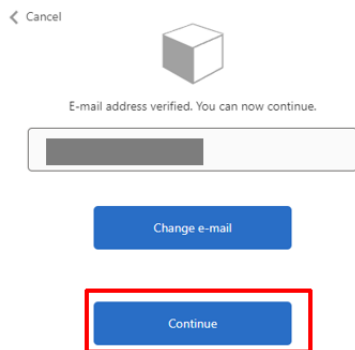 Cancel
E-mail address verified. You can now continue.
Change e-mail
Continue